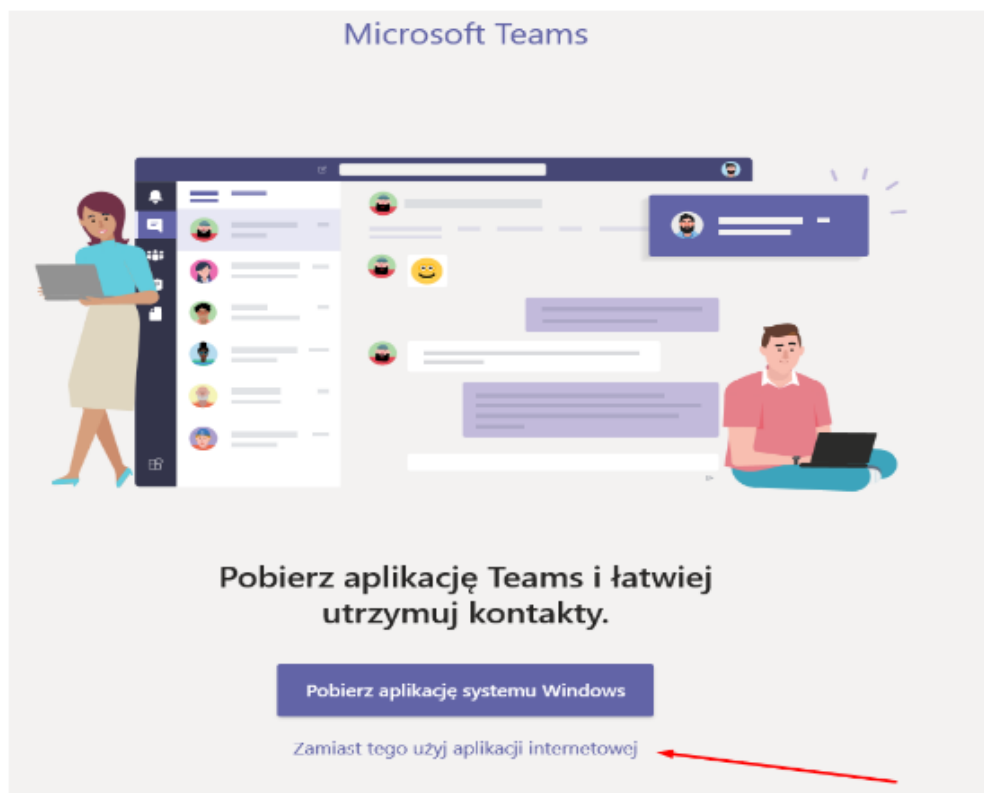 Microsoft Teams
Pobierz aplikację Teams i łatwiej
utrzymuj kontakty.
Pobierz aplikację systemu Windows
Zamiast tego użyj aplikacji internetowej